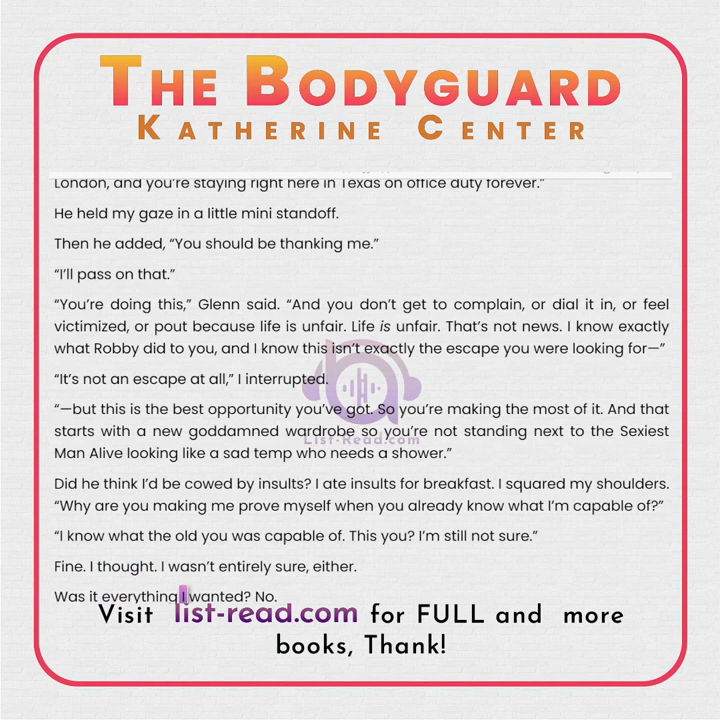 THE BODYGUARD
KATHERINE CENTER
London, and you're staying right here in Texas on office duty forever."
He held my gaze in a little mini standoff.
Then he added, "You should be thanking me."
"I'll pass on that."
"You're doing this," Glenn said. "And you don't get to complain, or dial it in, or feel
victimized, or pout because life is unfair. Life is unfair. That's not news. I know exactly
what Robby did to you, and I know this isn't exactly the escape you were looking for—"
"It's not an escape at all," I interrupted.
"—but this is the best opportunity you've got. So you're making the most of it. And that
starts with a new goddamned wardrobe so you're not standing next to the Sexiest
List-Read.com
Man Alive looking like a sad temp who needs a shower."
Did he think I'd be cowed by insults? I ate insults for breakfast. I squared my shoulders.
"Why are you making me prove myself when you already know what I'm capable of?"
"I know what the old you was capable of. This you? I'm still not sure."
Fine. I thought. I wasn't entirely sure, either.
Was it everything I wanted? No.
Visit list-read.com for FULL and more
books, Thank!